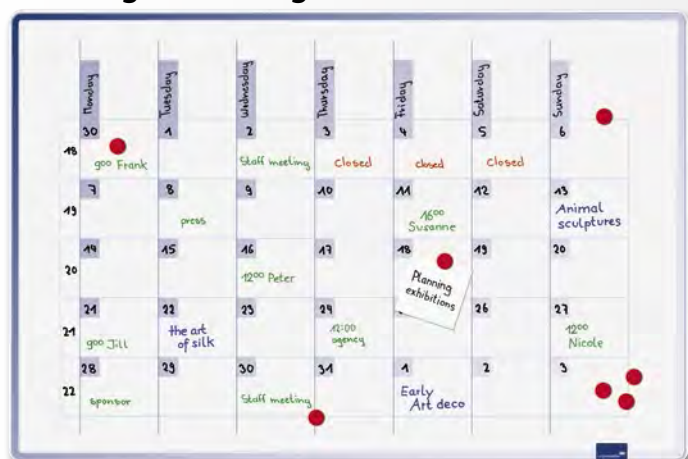 Monday Tuesday Wednesday Thursday Friday Saturday Sunday
30 1 2 3 4 5 6
18
9⁰⁰ Frank Staff meeting closed closed closed
7 8 9 10 11 12 13
19
press
16⁰⁰
Susanne
Animal
sculptures
14 15 16 17 18 19 20
20
12⁰⁰ Peter
Planning
exhibitions
21 22 23 24 26 27
21
9⁰⁰ Jill
the art
of silk
12:00
agency
12⁰⁰
Nicole
28 29 30 31 1 2 3
22
sponsor
Staff meeting
Early
Art deco